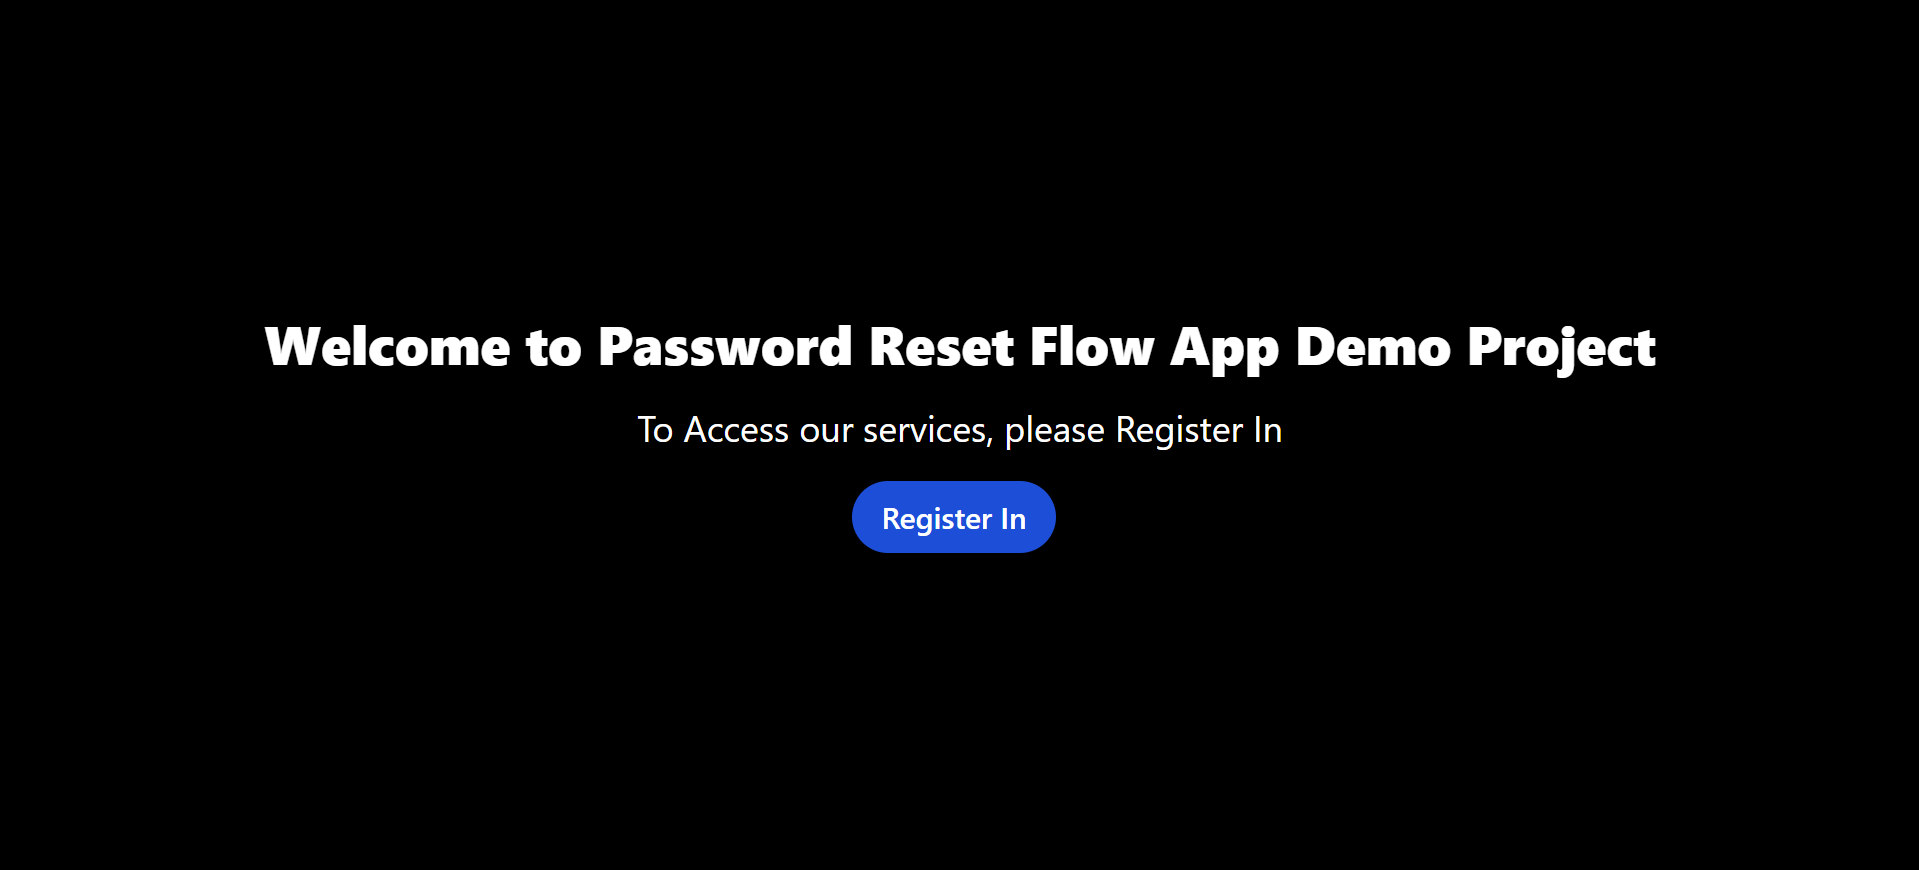 Welcome to Password Reset Flow App Demo Project
To Access our services, please Register In
Register In